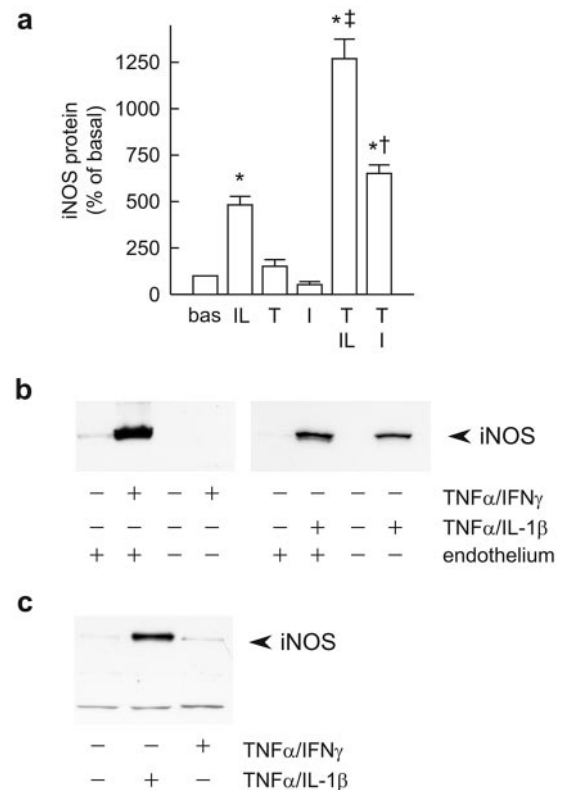 a
iNOS protein
(% of basal)
1250
1000
750
500
250
0
*
*‡
*†
bas IL T I T T
IL I
b
iNOS
− + − + − − − − TNFα/IFNγ
− − − − − + − + TNFα/IL-1β
+ + − − + + − − endothelium
c
iNOS
− − + TNFα/IFNγ
− + − TNFα/IL-1β